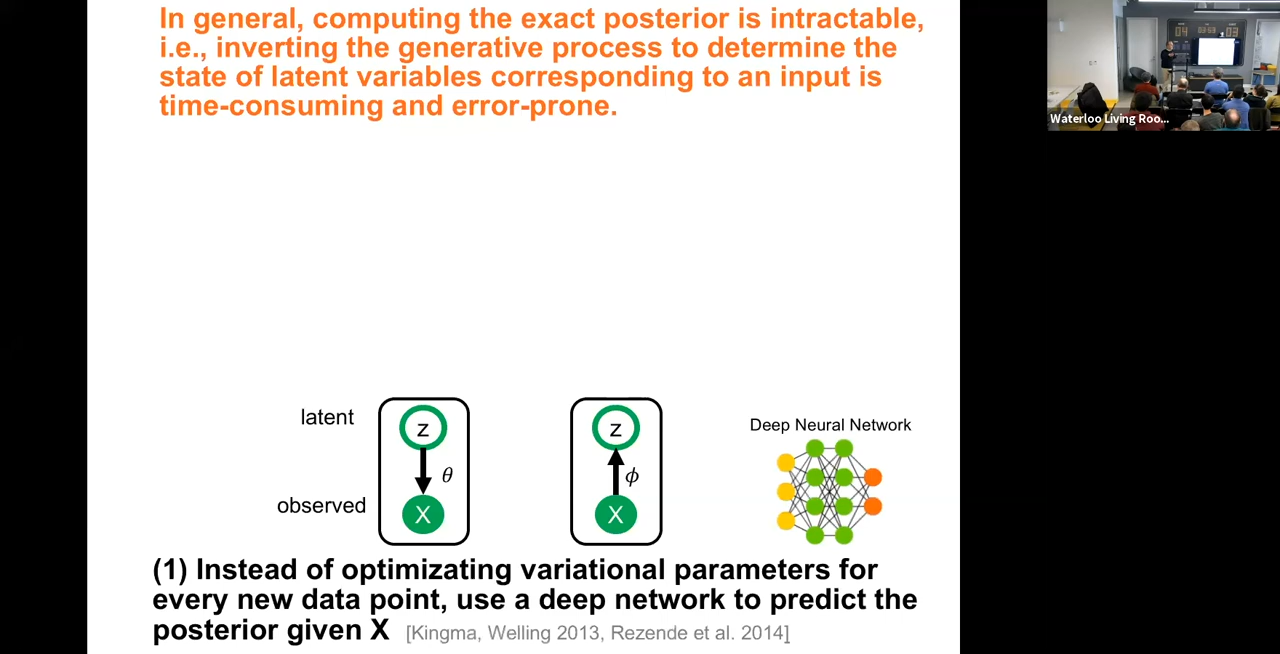 In general, computing the exact posterior is intractable,
i.e., inverting the generative process to determine the
state of latent variables corresponding to an input is
time-consuming and error-prone.
Waterloo Living Roo...
latent
z
θ
observed
X
z
ϕ
X
Deep Neural Network
(1) Instead of optimizating variational parameters for
every new data point, use a deep network to predict the
posterior given X [Kingma, Welling 2013, Rezende et al. 2014]